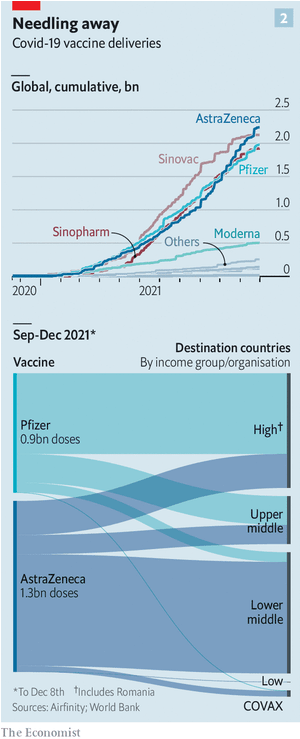 Needling away
2
Covid-19 vaccine deliveries
Global, cumulative, bn
2.5
AstraZeneca
2.0
Sinovac
Pfizer
1.5
1.0
Sinopharm
Moderna
Others
0.5
0
2020
2021
Sep-Dec 2021*
Vaccine
Destination countries
By income group/organisation
Pfizer
0.9bn doses
High†
Upper
middle
AstraZeneca
1.3bn doses
Lower
middle
Low
COVAX
*To Dec 8th †Includes Romania
Sources: Airfinity; World Bank
The Economist